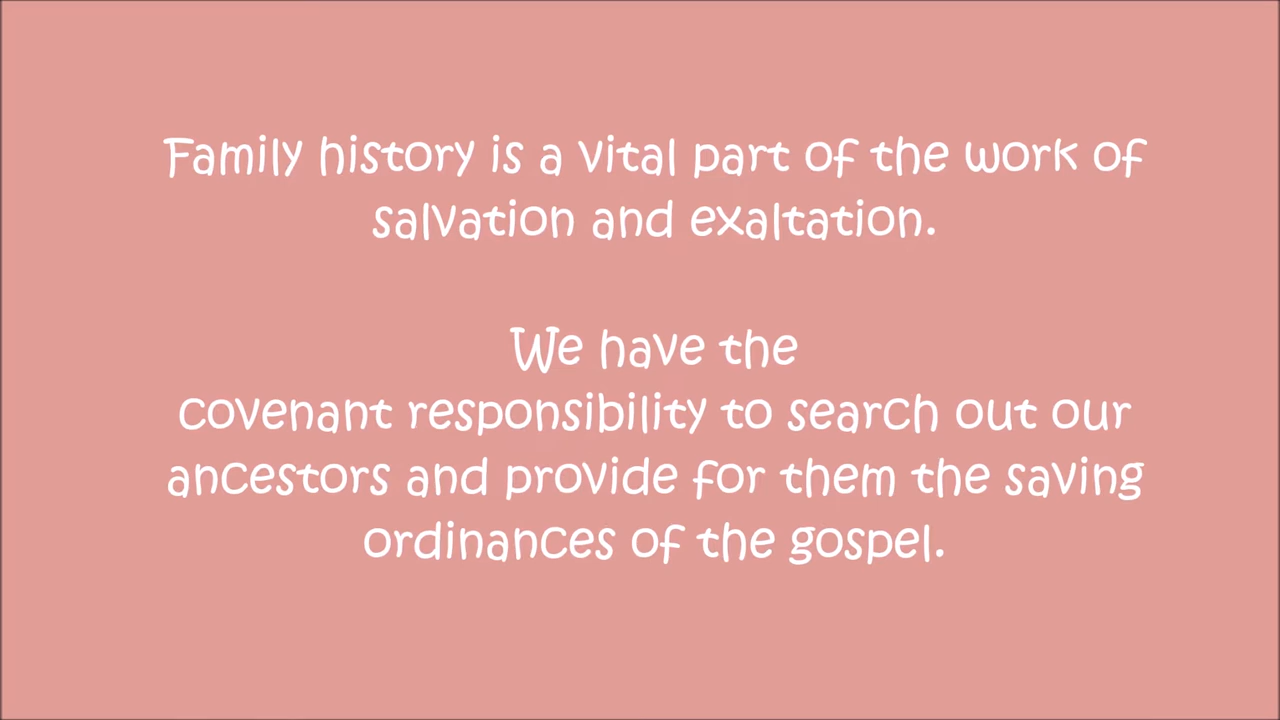 Family history is a vital part of the work of
salvation and exaltation.
We have the
covenant responsibility to search out our
ancestors and provide for them the saving
ordinances of the gospel.